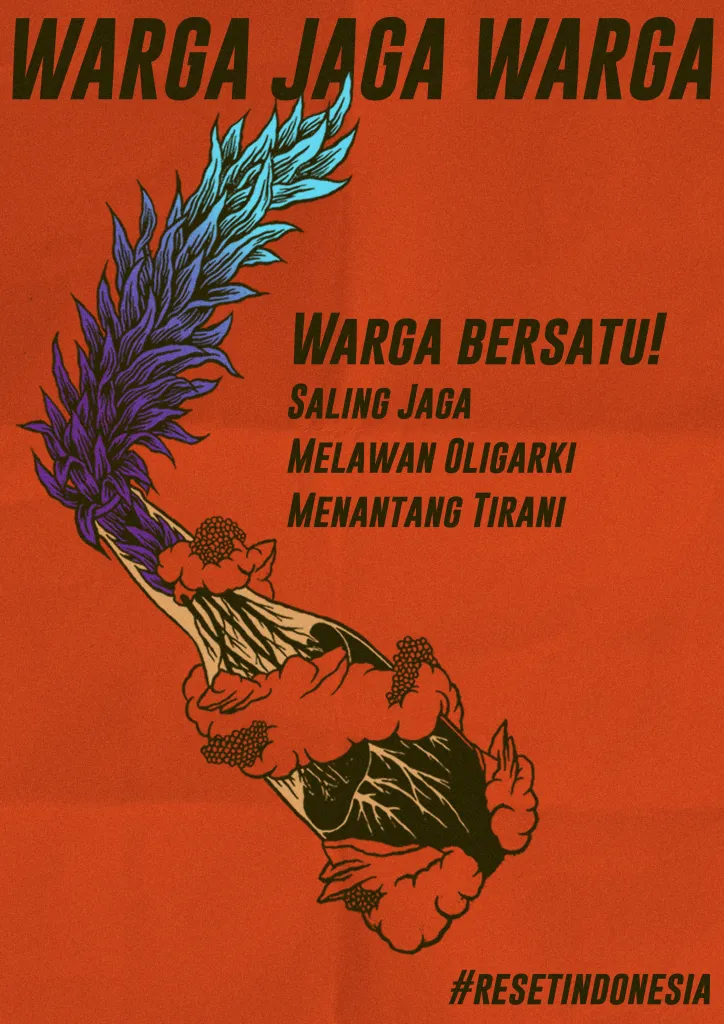 WARGA JAGA WARGA
WARGA BERSATU!
SALING JAGA
MELAWAN OLIGARKI
MENANTANG TIRANI
#RESETINDONESIA